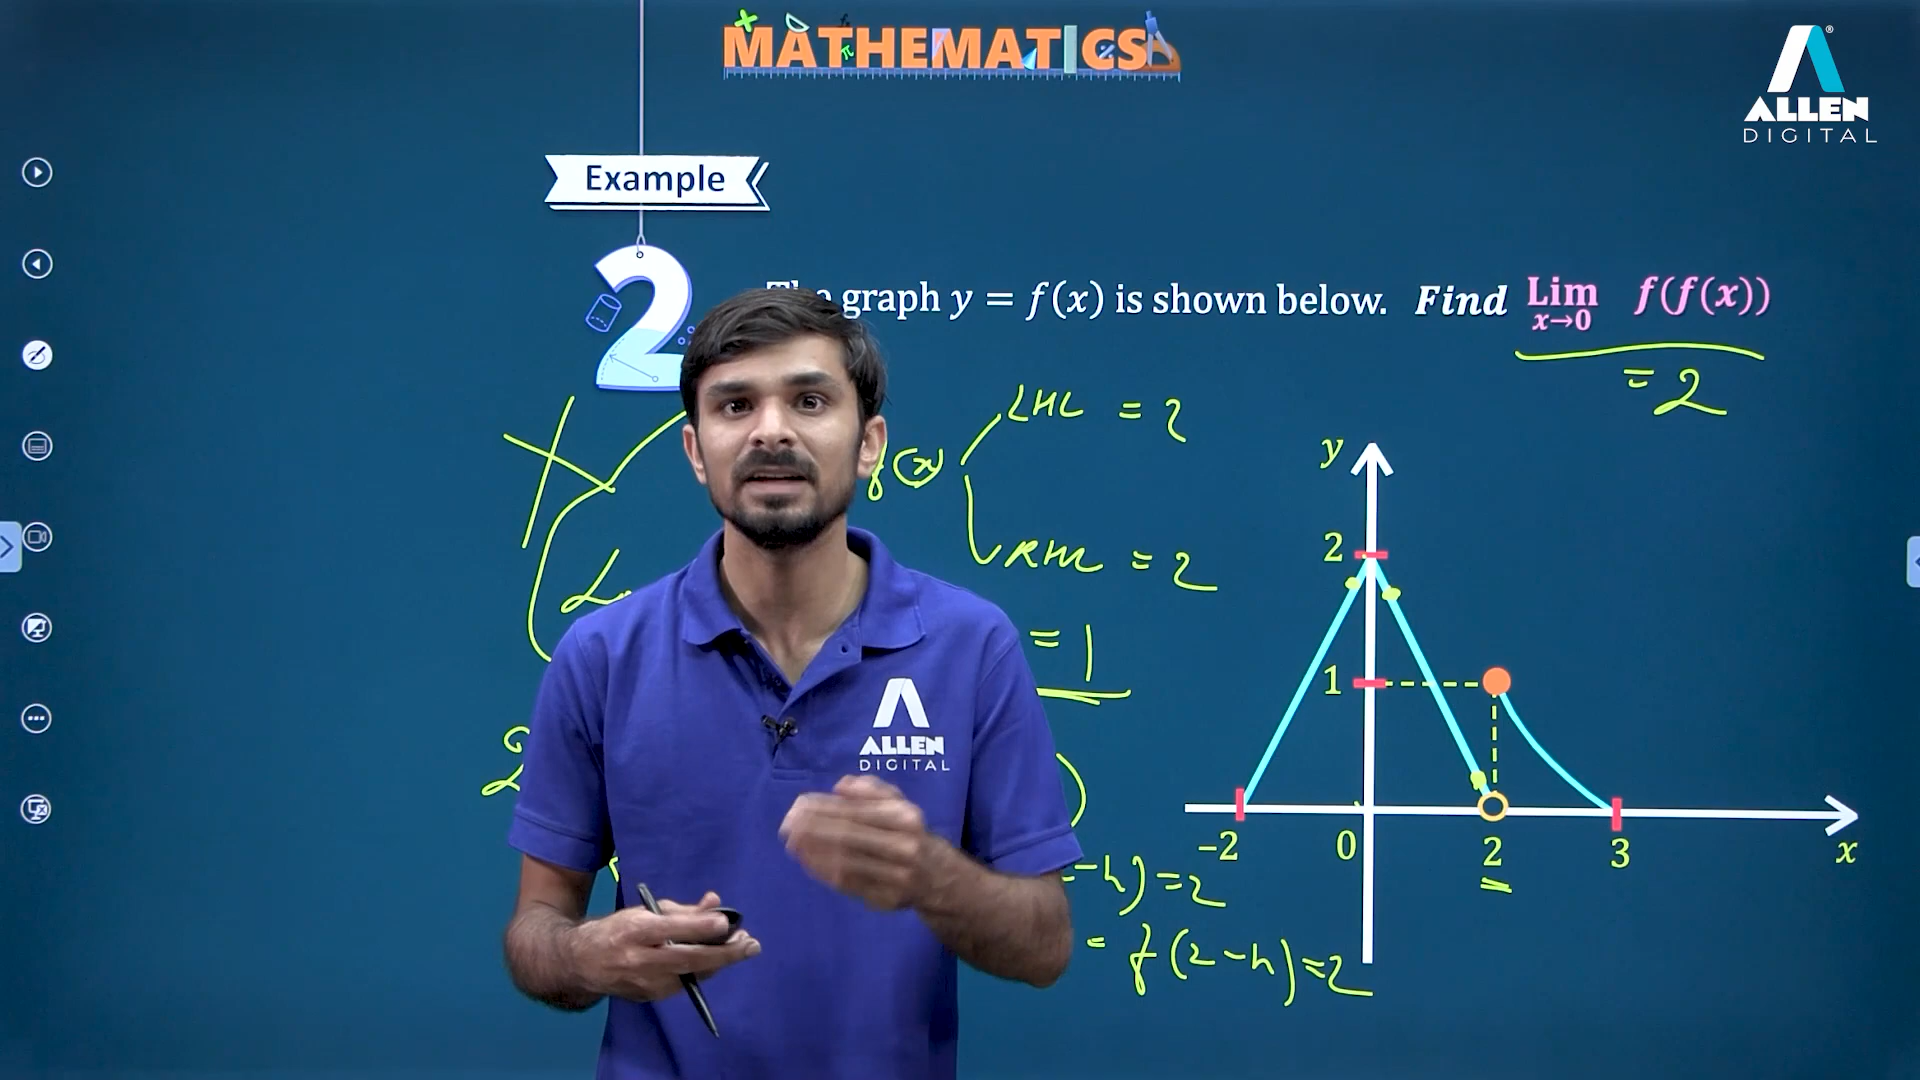 MATHEMATICS
ALLEN
DIGITAL
Example
2
graph y = f(x) is shown below. Find Lim x→0 f(f(x))
= 2
f(x)
LHL = 2
RHL = 2
= 1
2
-h) = 2
= f(2-h) = 2
y
2
1
-2
0
2
3
x
ALLEN
DIGITAL